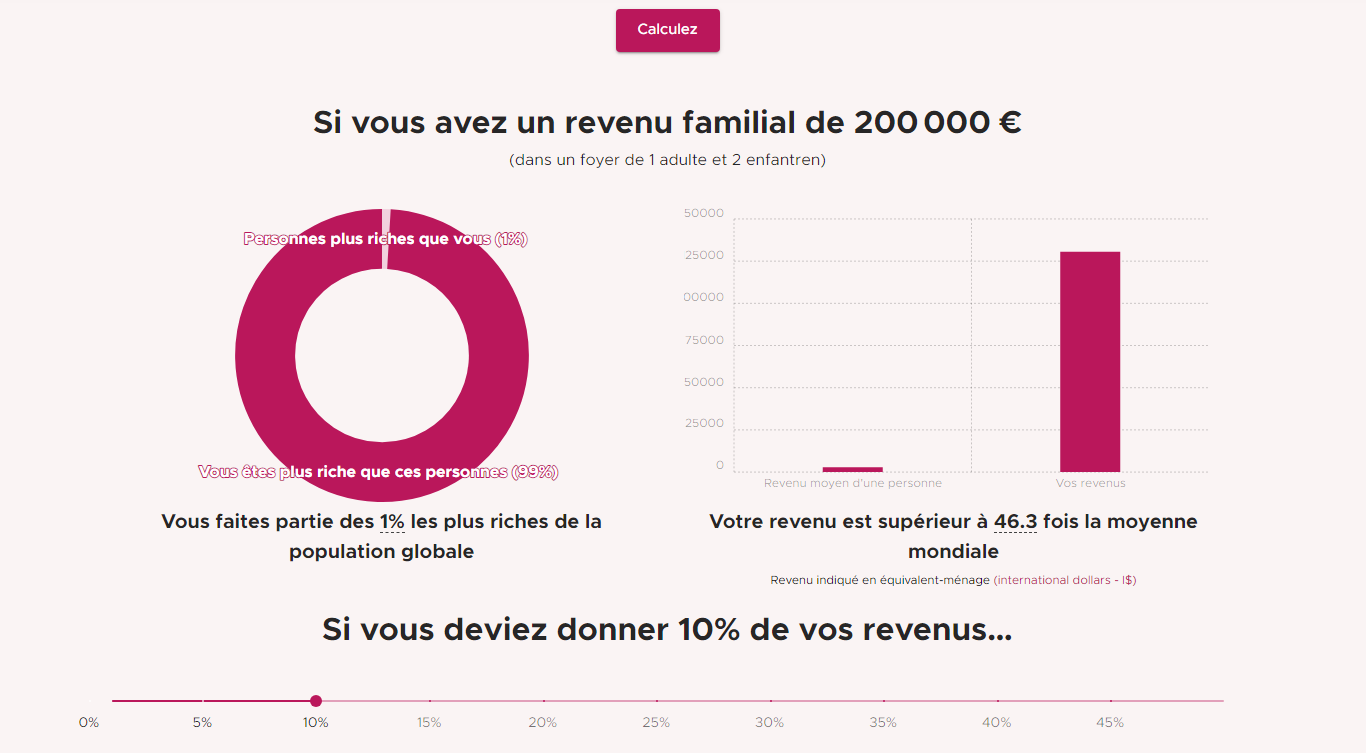 Calculez
Si vous avez un revenu familial de 200 000 €
(dans un foyer de 1 adulte et 2 enfantren)
Personnes plus riches que vous (1%)
Vous êtes plus riche que ces personnes (99%)
Vous faites partie des 1% les plus riches de la
population globale
50000
25000
00000
75000
50000
25000
0
Revenu moyen d'une personne
Vos revenus
Votre revenu est supérieur à 46.3 fois la moyenne
mondiale
Revenu indiqué en équivalent-ménage (international dollars - I$)
Si vous deviez donner 10% de vos revenus...
0% 5% 10% 15% 20% 25% 30% 35% 40% 45%